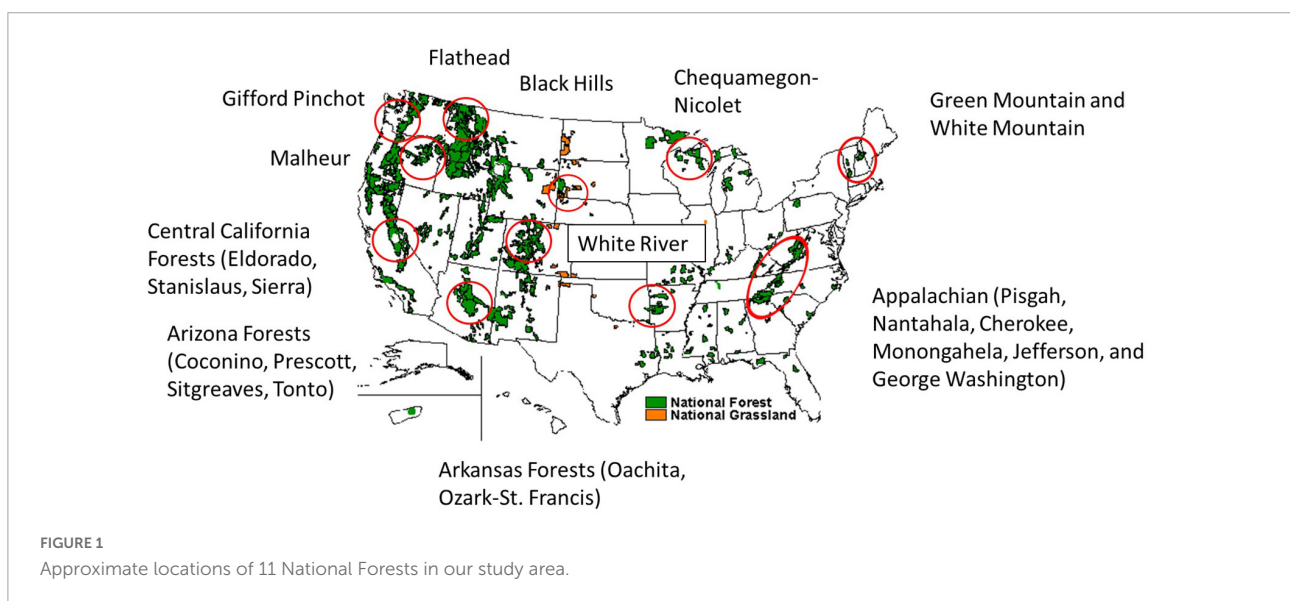 Flathead
Black Hills
Chequamegon-
Nicolet
Gifford Pinchot
Green Mountain and
White Mountain
Malheur
Central California
Forests (Eldorado,
Stanislaus, Sierra)
White River
Arizona Forests
(Coconino, Prescott,
Sitgreaves, Tonto)
Appalachian (Pisgah,
Nantahala, Cherokee,
Monongahela, Jefferson, and
George Washington)
National Forest
National Grassland
Arkansas Forests (Oachita,
Ozark-St. Francis)
FIGURE 1
Approximate locations of 11 National Forests in our study area.